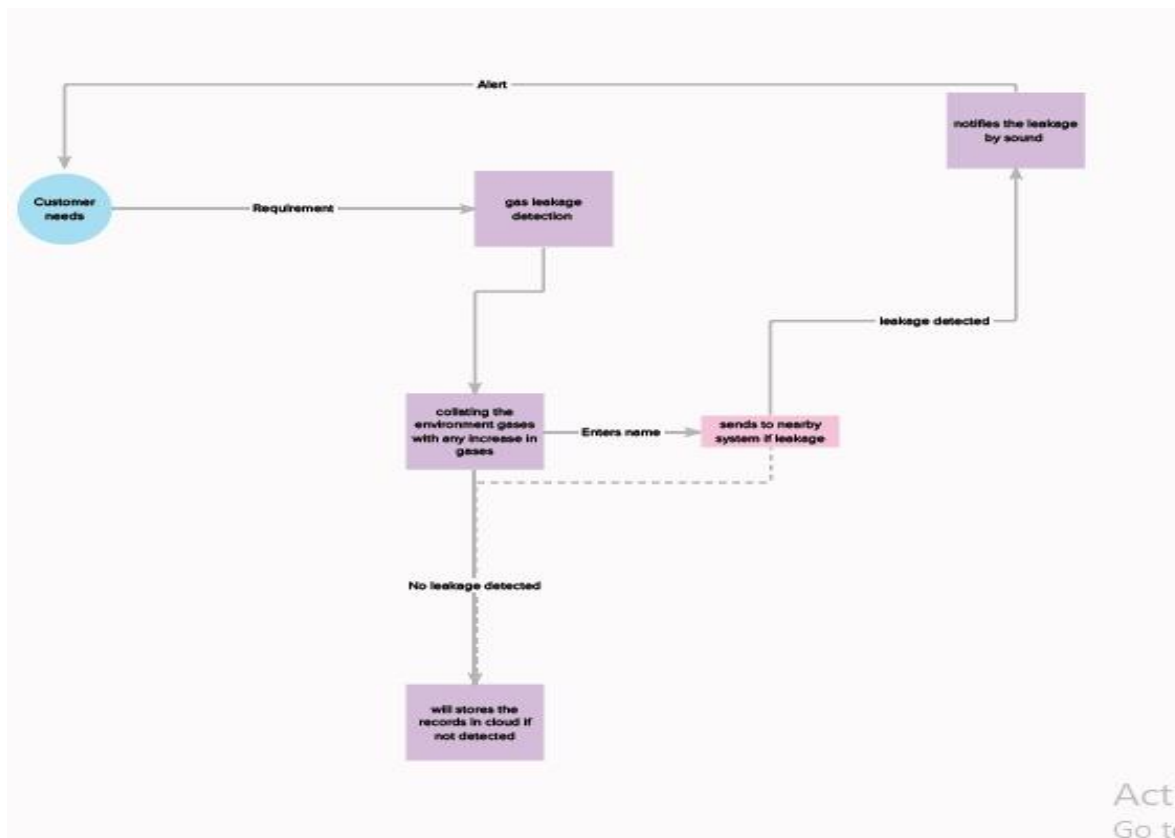 Alert
notifies the leakage
by sound
Customer
needs
Requirement
gas leakage
detection
leakage detected
collating the
environment gases
with any increase in
gases
Enters name
sends to nearby
system if leakage
No leakage detected
will stores the
records in cloud if
not detected
Act
Go t